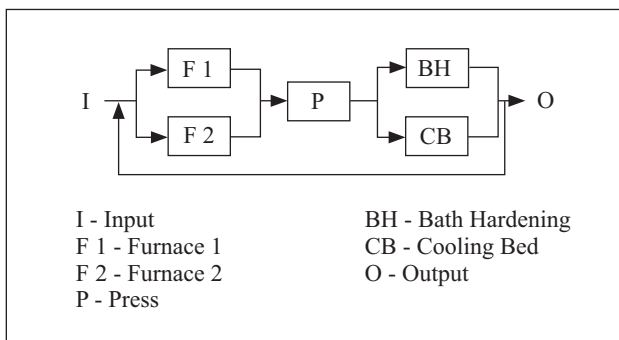 F 1
BH
I
P
O
F 2
CB
I - Input
F 1 - Furnace 1
F 2 - Furnace 2
P - Press
BH - Bath Hardening
CB - Cooling Bed
O - Output